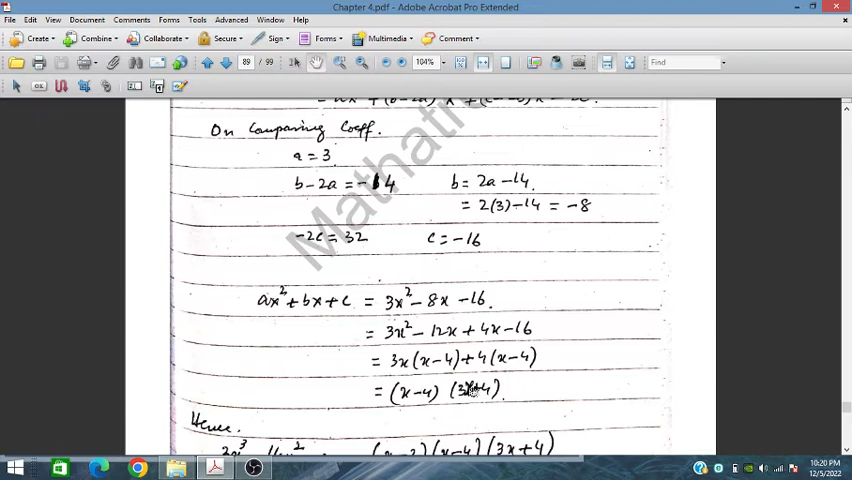 Chapter 4.pdf - Adobe Acrobat Pro Extended
File Edit View Document Comments Forms Tools Advanced Window Help
Create Combine Collaborate Secure Sign Forms Multimedia Comment
89 / 99 104% Find
On Comparing Coeff.
a = 3
b - 2a = -14 b = 2a - 14.
= 2(3) - 14 = -8
-2c = 32 c = -16
ax² + bx + c = 3x² - 8x - 16.
= 3x² - 12x + 4x - 16
= 3x(x-4) + 4(x-4)
= (x-4) (3x+4).
Hence.
(x-4)(3x+4)
Mathat
10:20 PM
12/5/2022